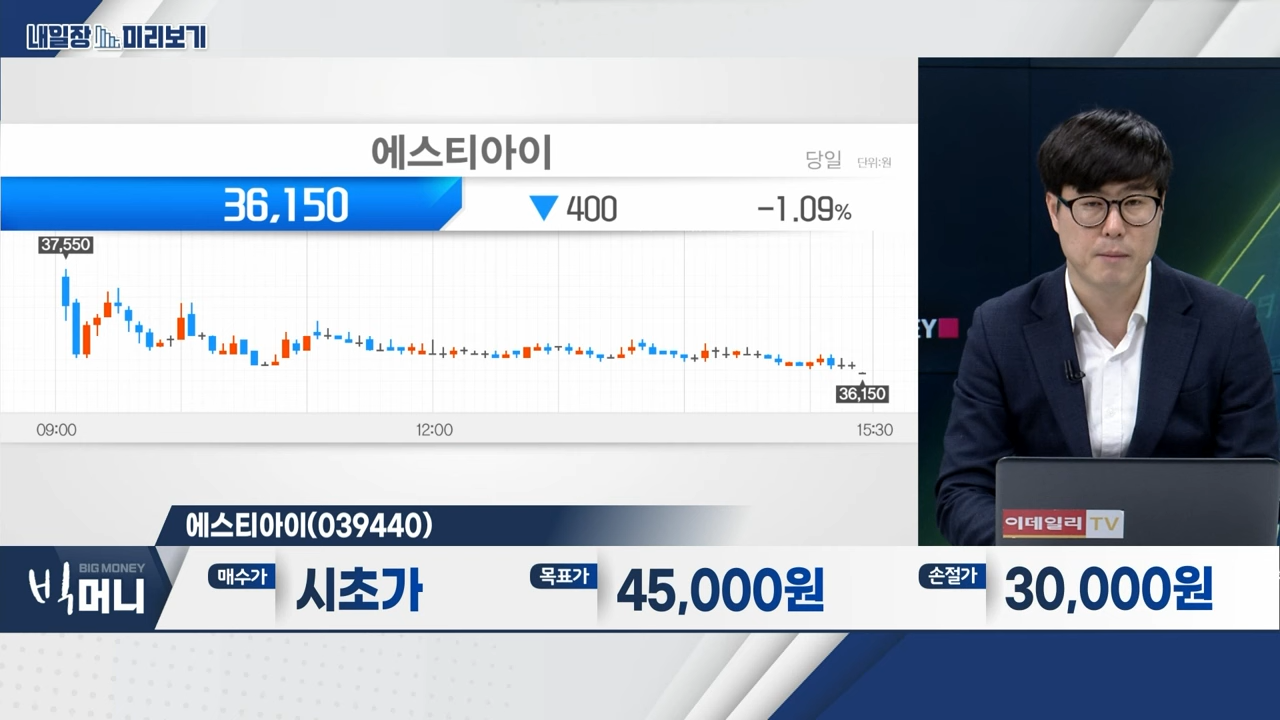 내일장 미리보기
에스티아이
당일 단위:원
36,150 ▼400 -1.09%
37,550
36,150
09:00 12:00 15:30
EY
이데일리 TV
에스티아이(039440)
BIG MONEY
빅머니
매수가 시초가 목표가 45,000원 손절가 30,000원